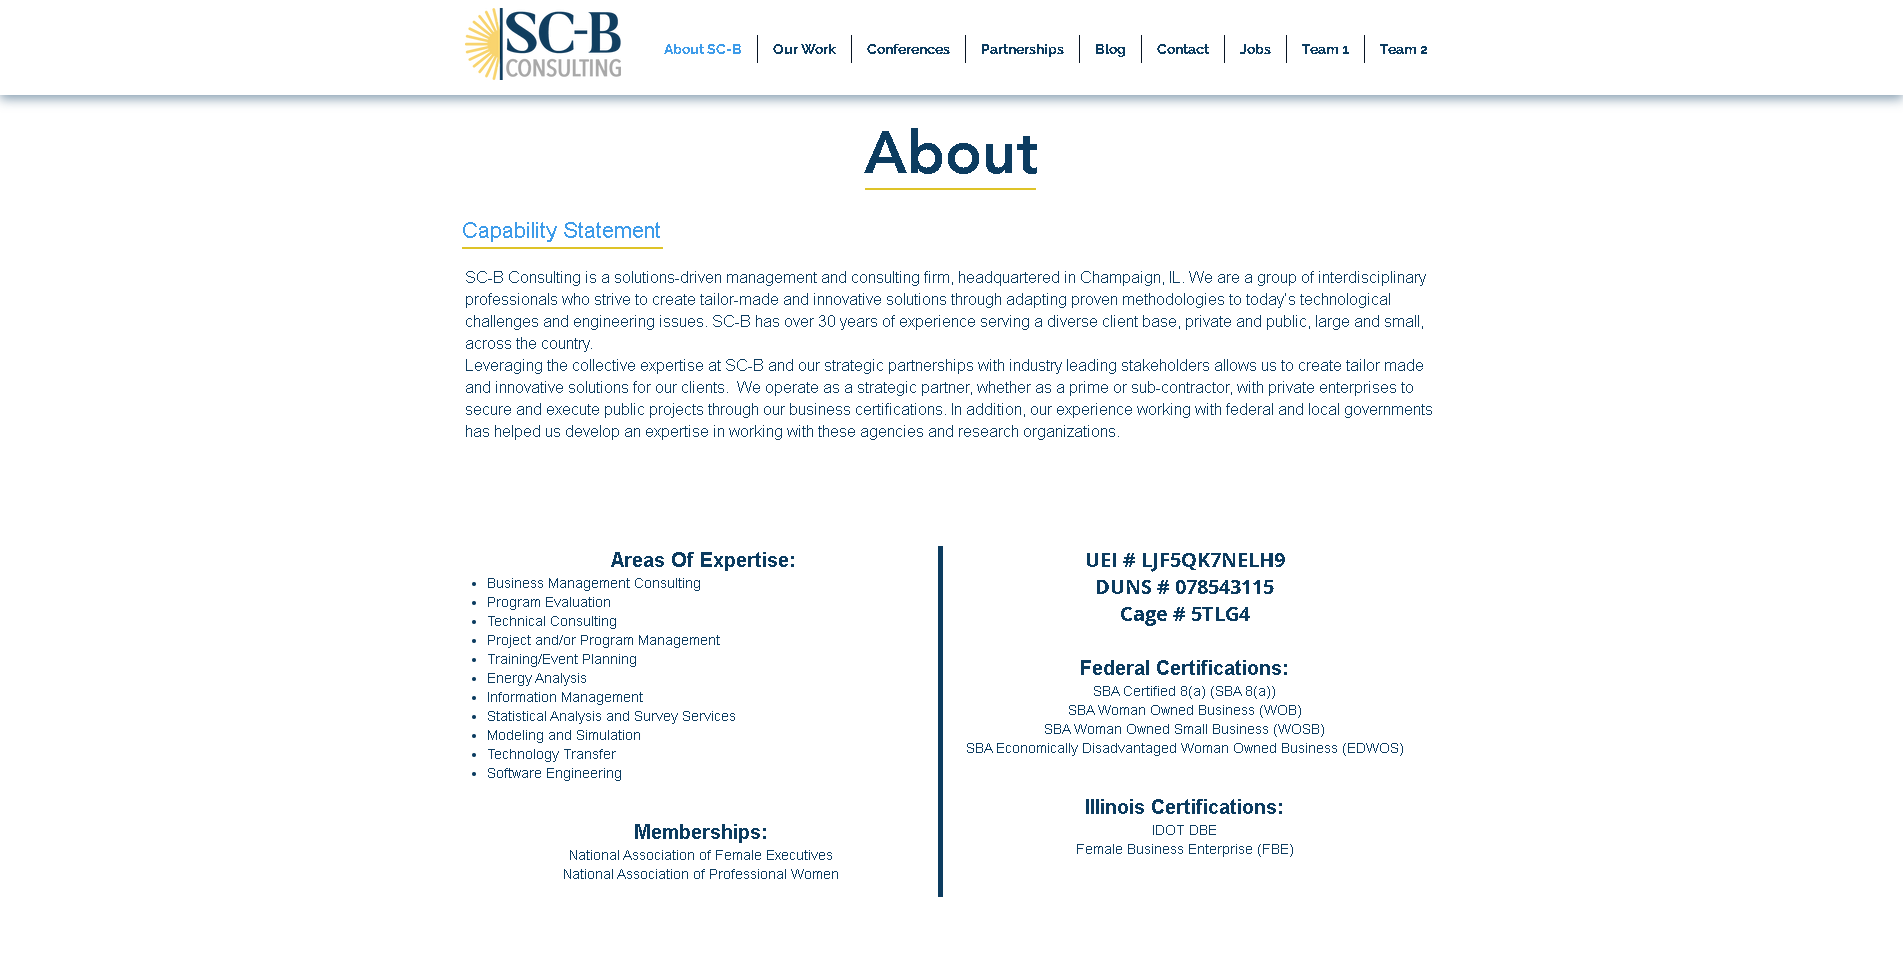 SC-B
CONSULTING
About SC-B
Our Work
Conferences
Partnerships
Blog
Contact
Jobs
Team 1
Team 2
About
Capability Statement
SC-B Consulting is a solutions-driven management and consulting firm, headquartered in Champaign, IL. We are a group of interdisciplinary
professionals who strive to create tailor-made and innovative solutions through adapting proven methodologies to today's technological
challenges and engineering issues. SC-B has over 30 years of experience serving a diverse client base, private and public, large and small,
across the country.
Leveraging the collective expertise at SC-B and our strategic partnerships with industry leading stakeholders allows us to create tailor made
and innovative solutions for our clients.  We operate as a strategic partner, whether as a prime or sub-contractor, with private enterprises to
secure and execute public projects through our business certifications. In addition, our experience working with federal and local governments
has helped us develop an expertise in working with these agencies and research organizations.
Areas Of Expertise:
• Business Management Consulting
• Program Evaluation
• Technical Consulting
• Project and/or Program Management
• Training/Event Planning
• Energy Analysis
• Information Management
• Statistical Analysis and Survey Services
• Modeling and Simulation
• Technology Transfer
• Software Engineering
Memberships:
National Association of Female Executives
National Association of Professional Women
UEI # LJF5QK7NELH9
DUNS # 078543115
Cage # 5TLG4
Federal Certifications:
SBA Certified 8(a) (SBA 8(a))
SBA Woman Owned Business (WOB)
SBA Woman Owned Small Business (WOSB)
SBA Economically Disadvantaged Woman Owned Business (EDWOS)
Illinois Certifications:
IDOT DBE
Female Business Enterprise (FBE)